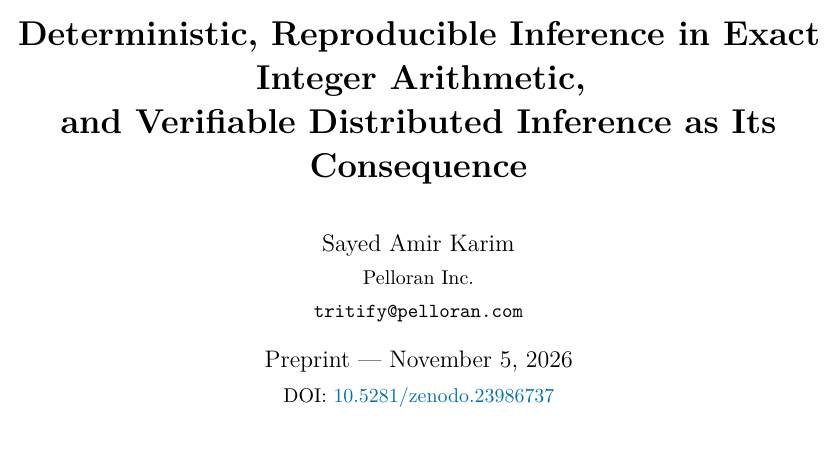 Deterministic, Reproducible Inference in Exact
Integer Arithmetic,
and Verifiable Distributed Inference as Its
Consequence
Sayed Amir Karim
Pelloran Inc.
tritify@pelloran.com
Preprint — November 5, 2026
DOI: 10.5281/zenodo.23986737